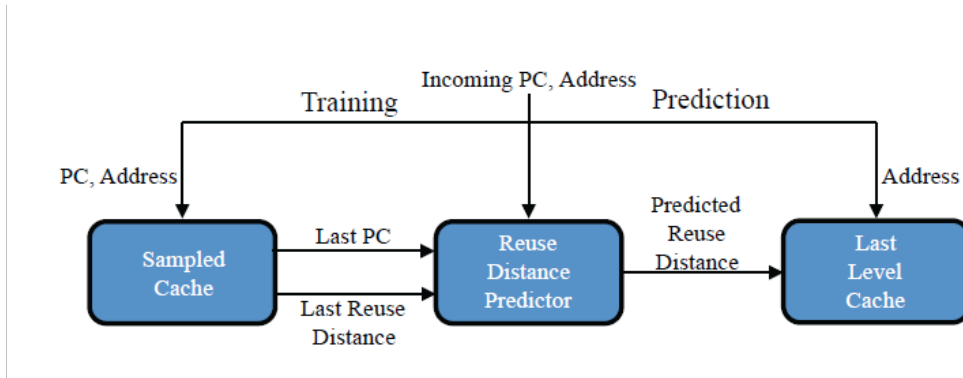 Incoming PC, Address
Training
Prediction
PC, Address
Address
Sampled
Cache
Last PC
Last Reuse
Distance
Reuse
Distance
Predictor
Predicted
Reuse
Distance
Last
Level
Cache